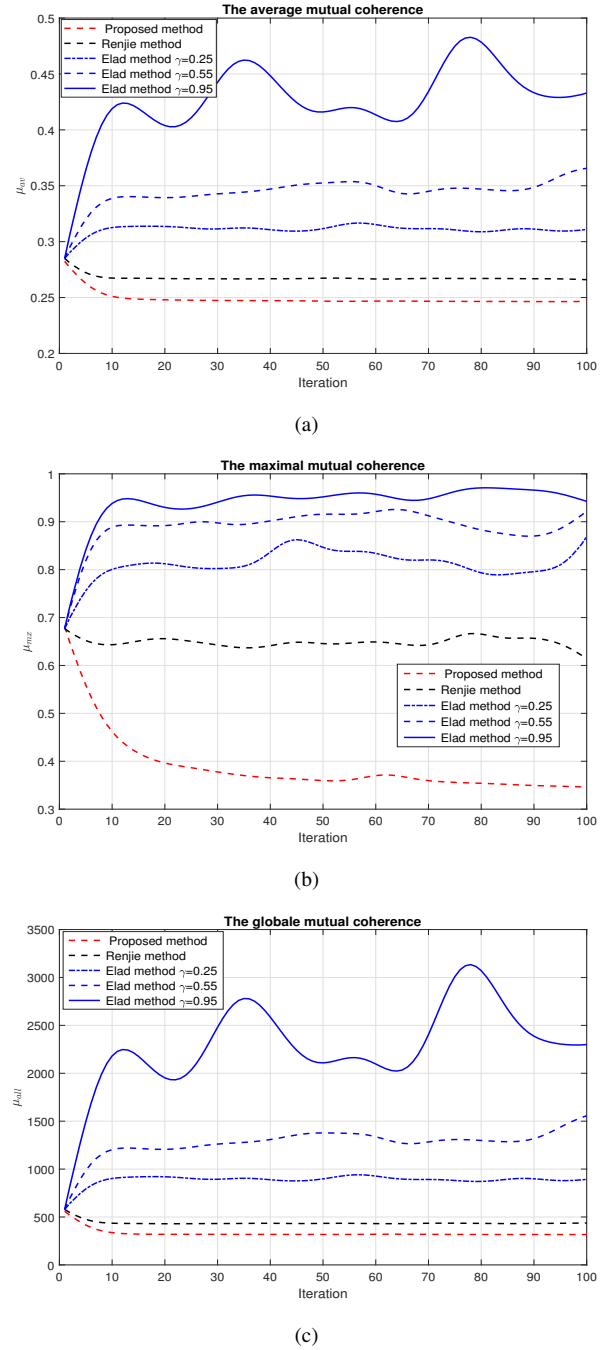 The average mutual coherence
0.5
0.45
0.4
0.35
0.3
0.25
0.2
μav
Proposed method
Renjie method
Elad method γ=0.25
Elad method γ=0.55
Elad method γ=0.95
0 10 20 30 40 50 60 70 80 90 100
Iteration
(a)
The maximal mutual coherence
1
0.9
0.8
0.7
0.6
0.5
0.4
0.3
μmx
Proposed method
Renjie method
Elad method γ=0.25
Elad method γ=0.55
Elad method γ=0.95
0 10 20 30 40 50 60 70 80 90 100
Iteration
(b)
The globale mutual coherence
3500
3000
2500
2000
1500
1000
500
0
μall
Proposed method
Renjie method
Elad method γ=0.25
Elad method γ=0.55
Elad method γ=0.95
0 10 20 30 40 50 60 70 80 90 100
Iteration
(c)